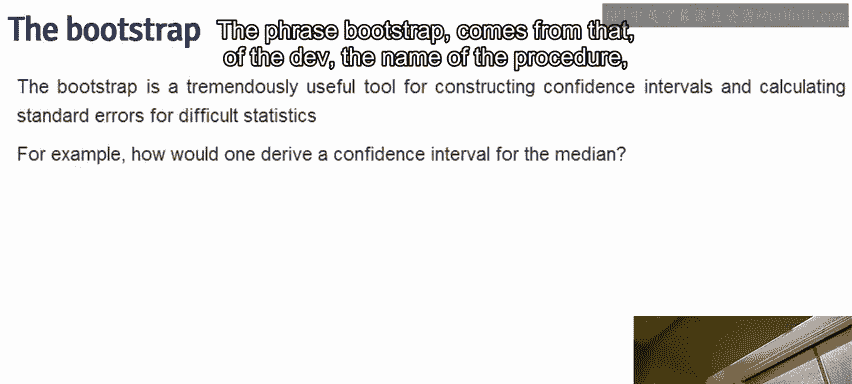 The bootstrap
The phrase bootstrap, comes from that,
of the dev, the name of the procedure,
The bootstrap is a tremendously useful tool for constructing confidence intervals and calculating
standard errors for difficult statistics
For example, how would one derive a confidence interval for the median?